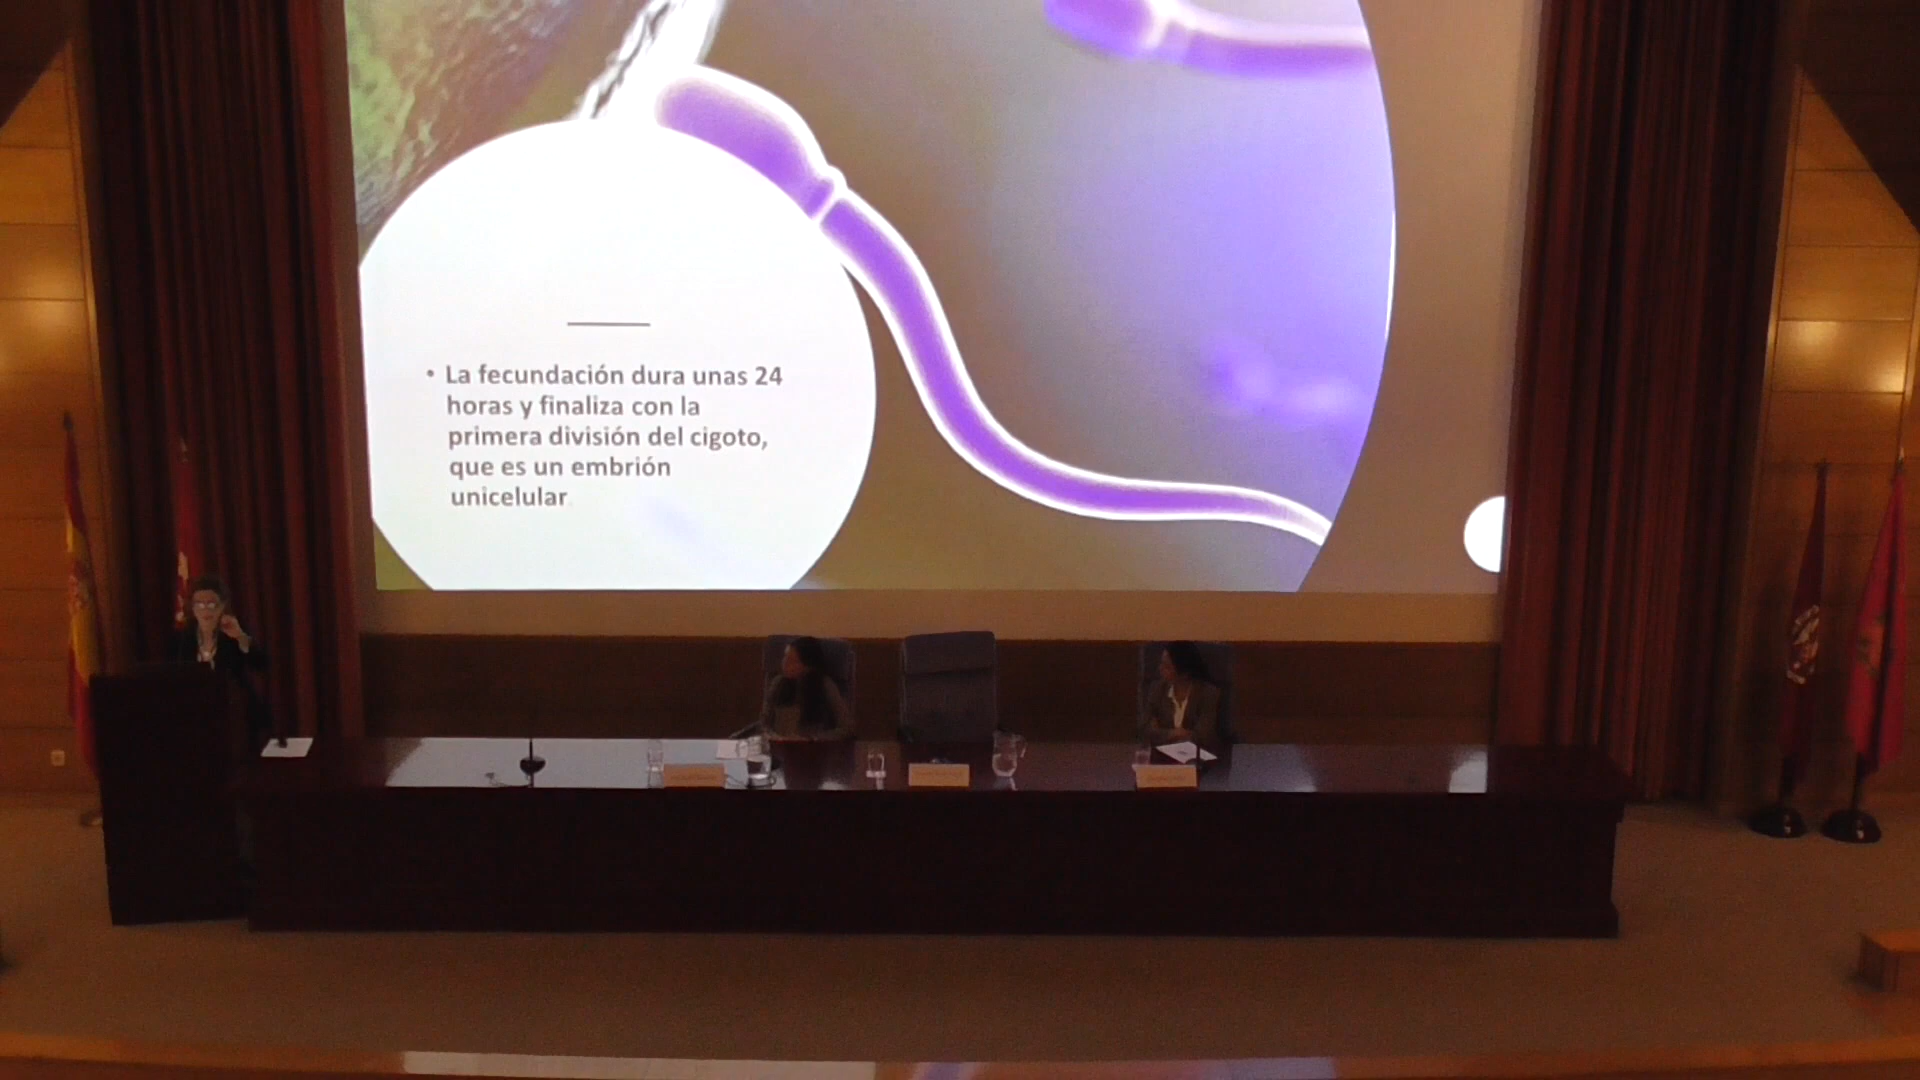 • La fecundación dura unas 24
horas y finaliza con la
primera división del cigoto,
que es un embrión
unicelular